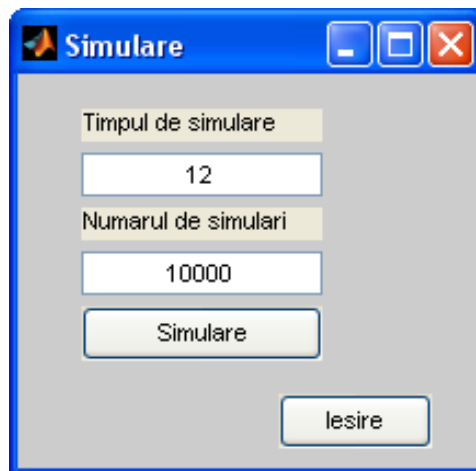 Simulare
Timpul de simulare
12
Numarul de simulari
10000
Simulare
Iesire